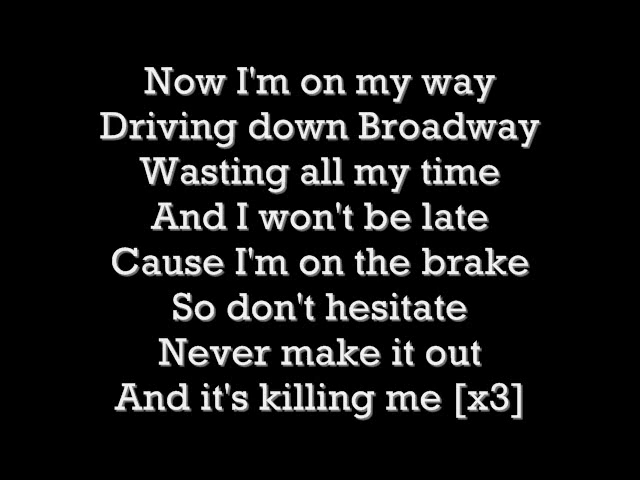 Now I'm on my way
Driving down Broadway
Wasting all my time
And I won't be late
Cause I'm on the brake
So don't hesitate
Never make it out
And it's killing me [x3]